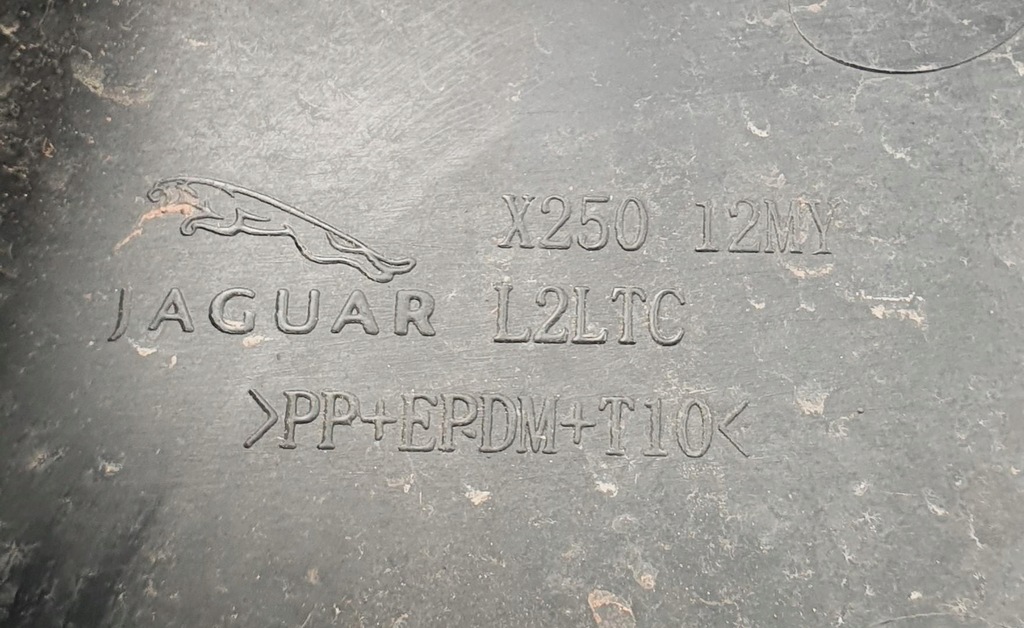 X250 12MY
JAGUAR L2LTC
>PP+EPDM+T10<